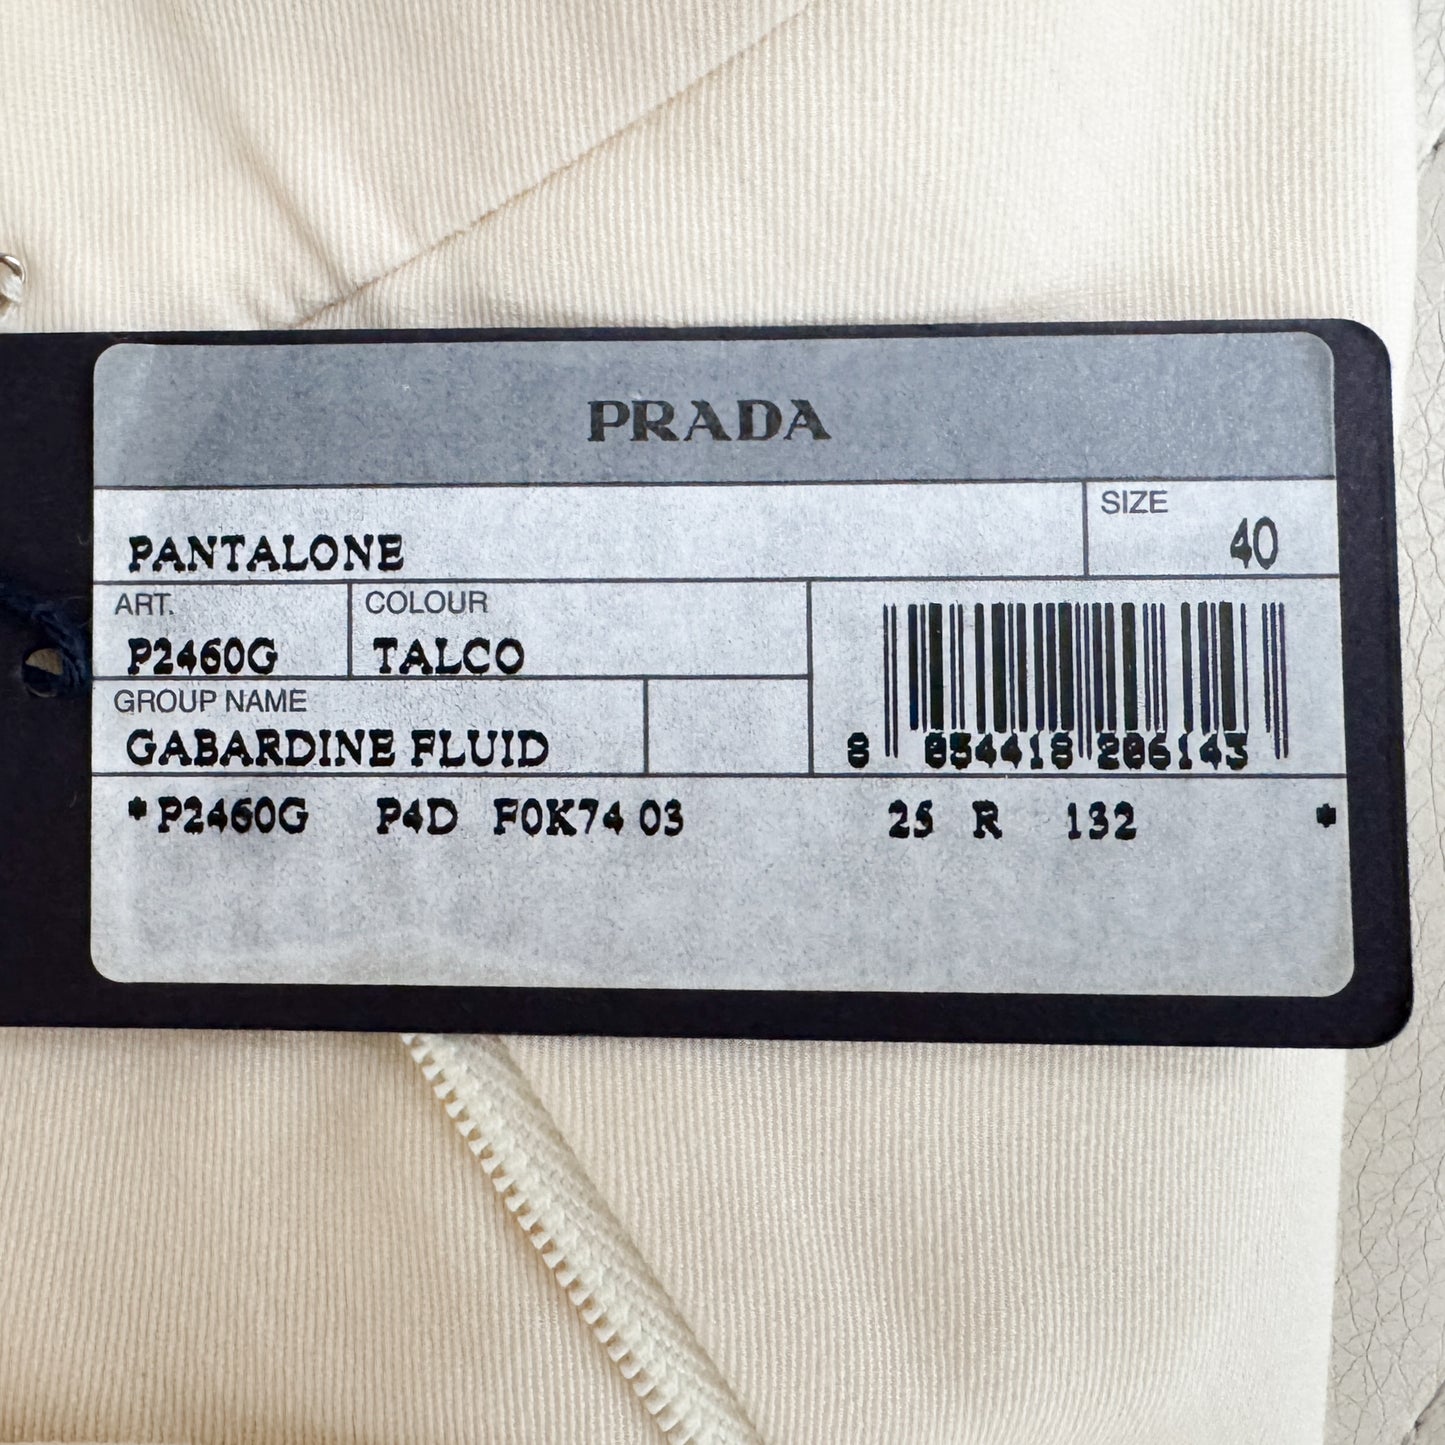 PRADA
PANTALONE
SIZE
40
ART.
P2460G
COLOUR
TALCO
GROUP NAME
GABARDINE FLUID
8 054418 206143
*P2460G P4D F0K74 03 25 R 132 *